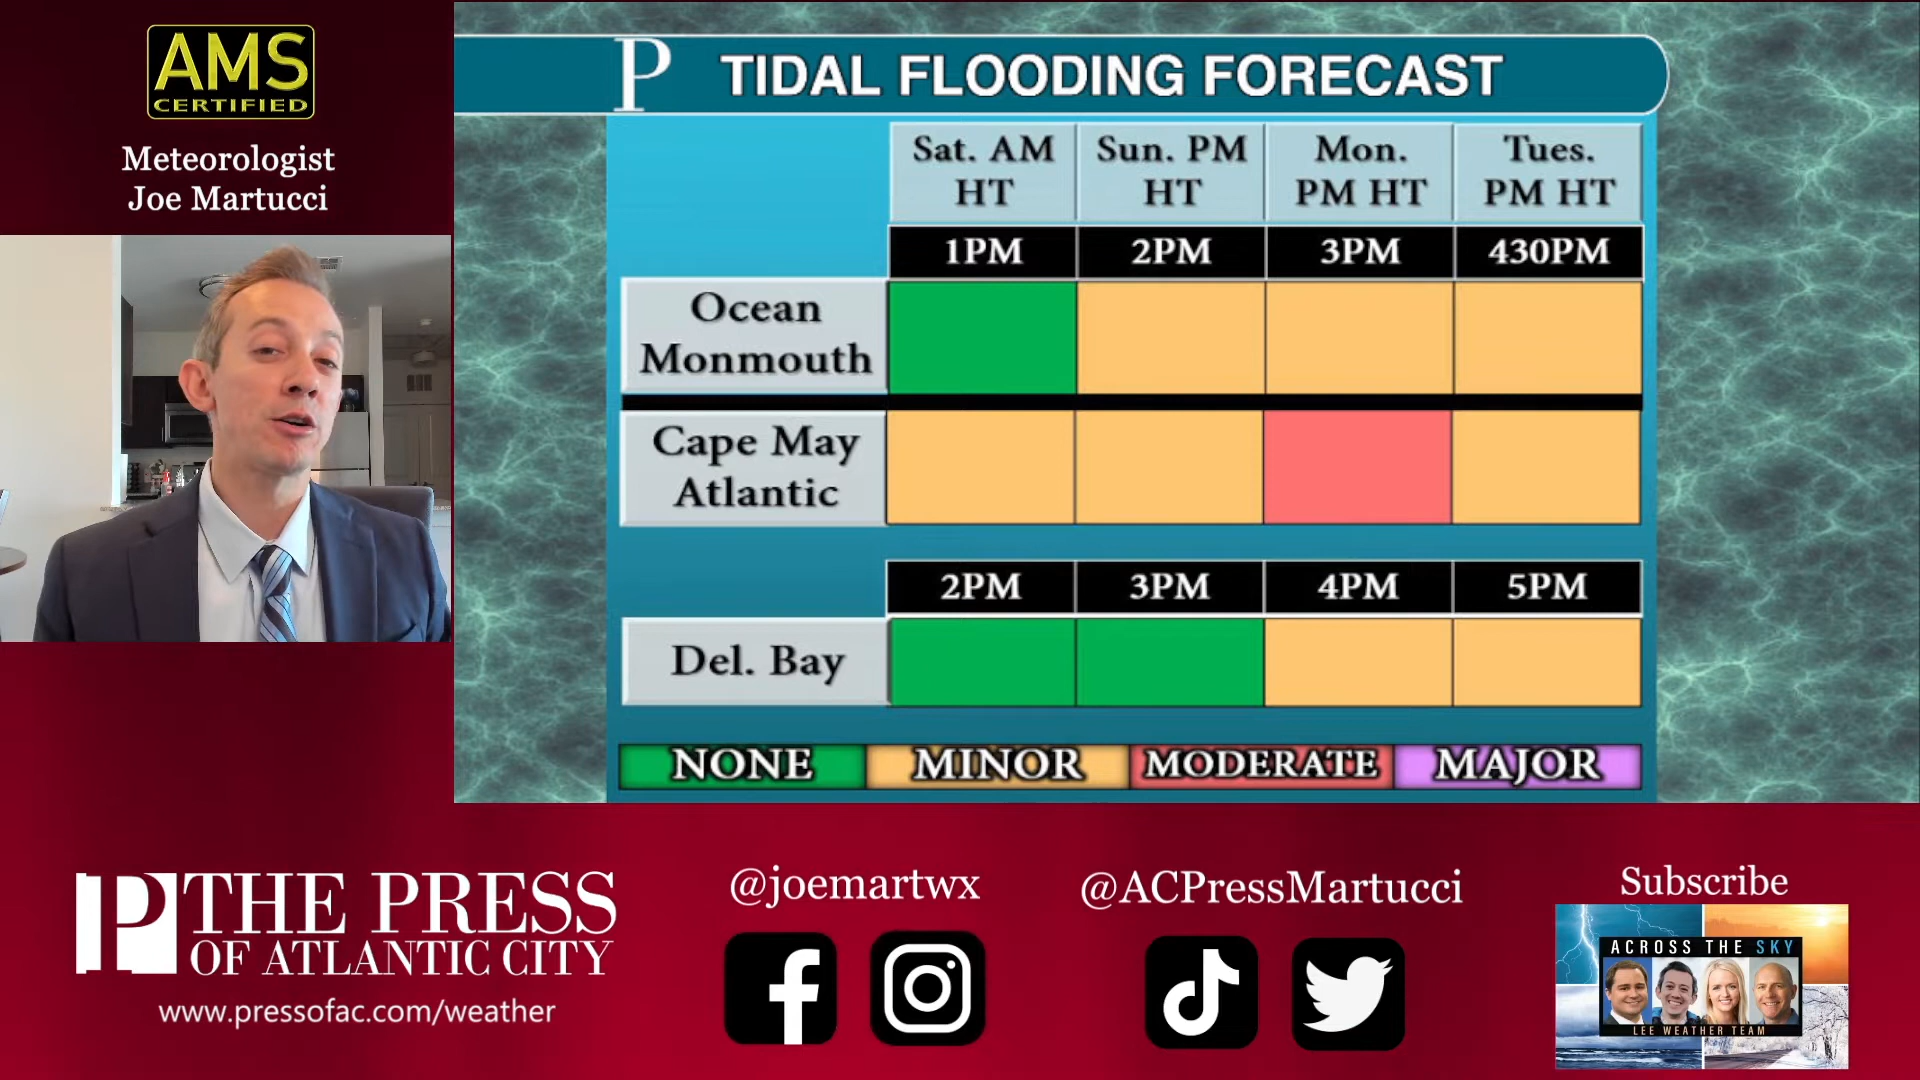 AMS
CERTIFIED
Meteorologist
Joe Martucci
P TIDAL FLOODING FORECAST
Sat. AM
HT
Sun. PM
HT
Mon.
PM HT
Tues.
PM HT
1PM 2PM 3PM 430PM
Ocean
Monmouth
Cape May
Atlantic
2PM 3PM 4PM 5PM
Del. Bay
NONE MINOR MODERATE MAJOR
P THE PRESS
OF ATLANTIC CITY
www.pressofac.com/weather
@joemartwx
@ACPressMartucci
Subscribe
ACROSS THE SKY
LEE WEATHER TEAM